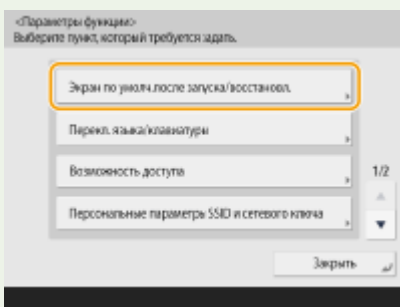 <Параметры функции>
Выберите пункт, который требуется задать.
Экран по умолч.после запуска/восстановл.
Перекл. языка/клавиатуры
Возможность доступа
1/2
Персональные параметры SSID и сетевого ключа
Закрыть